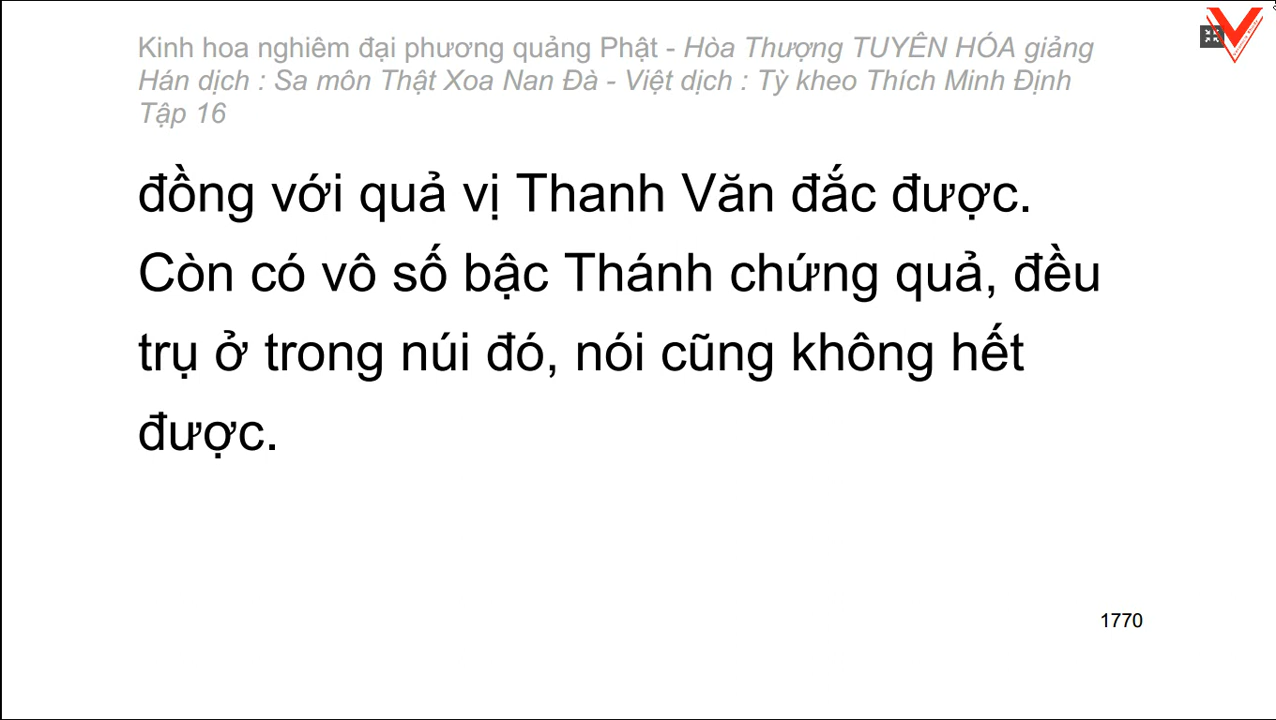 Kinh hoa nghiêm đại phương quảng Phật - Hòa Thượng TUYÊN HÓA giảng
Hán dịch : Sa môn Thật Xoa Nan Đà - Việt dịch : Tỳ kheo Thích Minh Định
Tập 16
đồng với quả vị Thanh Văn đắc được.
Còn có vô số bậc Thánh chứng quả, đều
trụ ở trong núi đó, nói cũng không hết
được.
1770